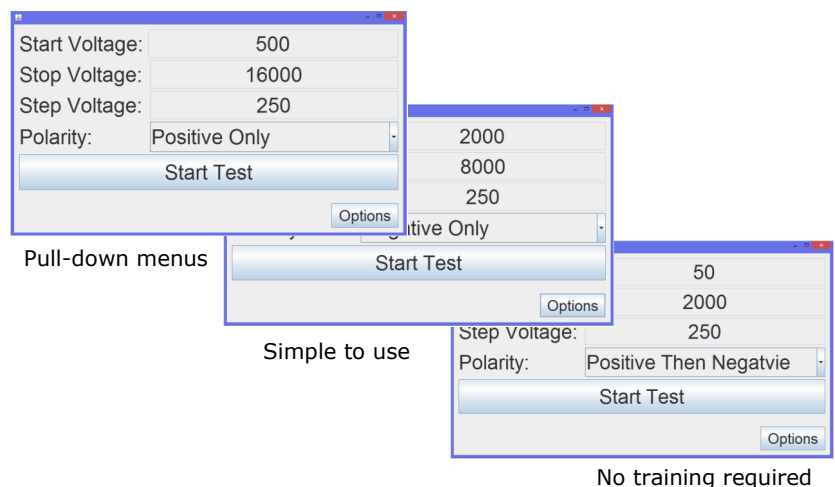 Start Voltage: 500
Stop Voltage: 16000
Step Voltage: 250
Polarity: Positive Only
Start Test
Options
Pull-down menus
2000
8000
250
Only
Start Test
Options
Simple to use
50
2000
Step Voltage: 250
Polarity: Positive Then Negatvie
Start Test
Options
No training required